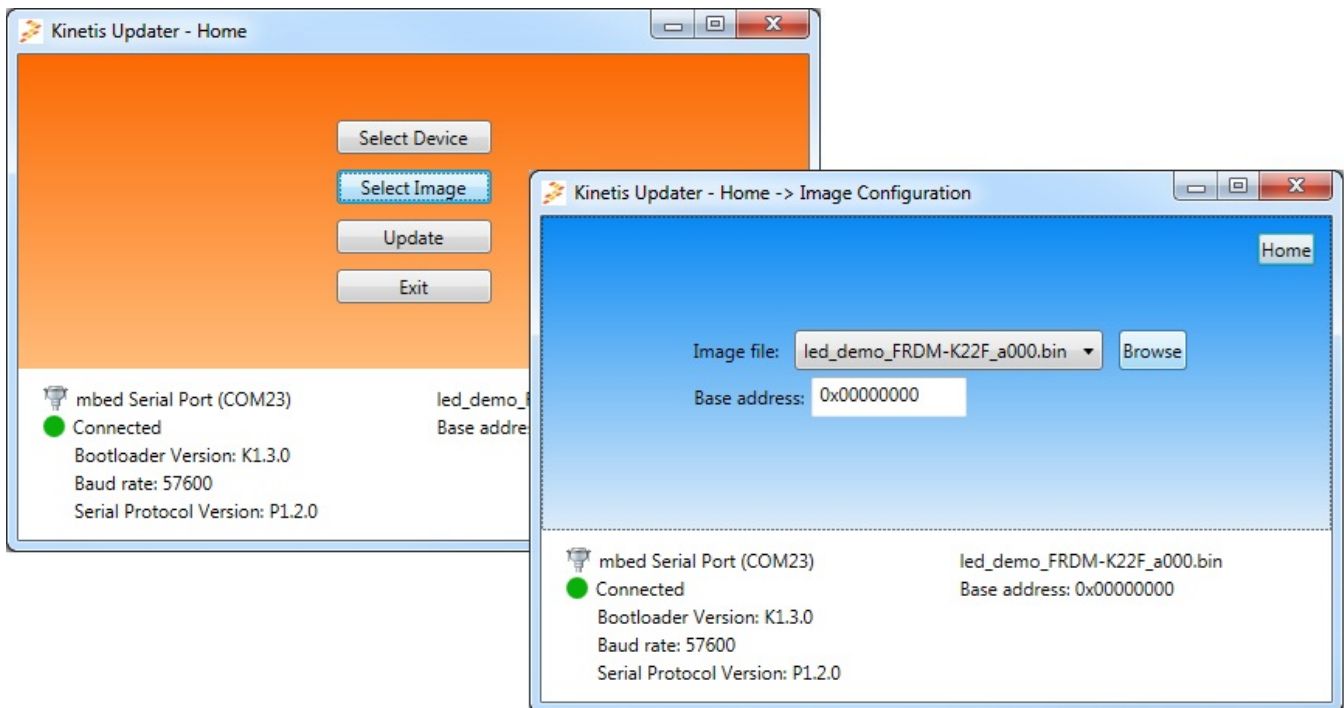 Kinetis Updater - Home
Select Device
Select Image
Update
Exit
mbed Serial Port (COM23)
Connected
Bootloader Version: K1.3.0
Baud rate: 57600
Serial Protocol Version: P1.2.0
led_demo_
Base addre
Kinetis Updater - Home -> Image Configuration
Home
Image file: led_demo_FRDM-K22F_a000.bin Browse
Base address: 0x00000000
mbed Serial Port (COM23)
Connected
Bootloader Version: K1.3.0
Baud rate: 57600
Serial Protocol Version: P1.2.0
led_demo_FRDM-K22F_a000.bin
Base address: 0x00000000